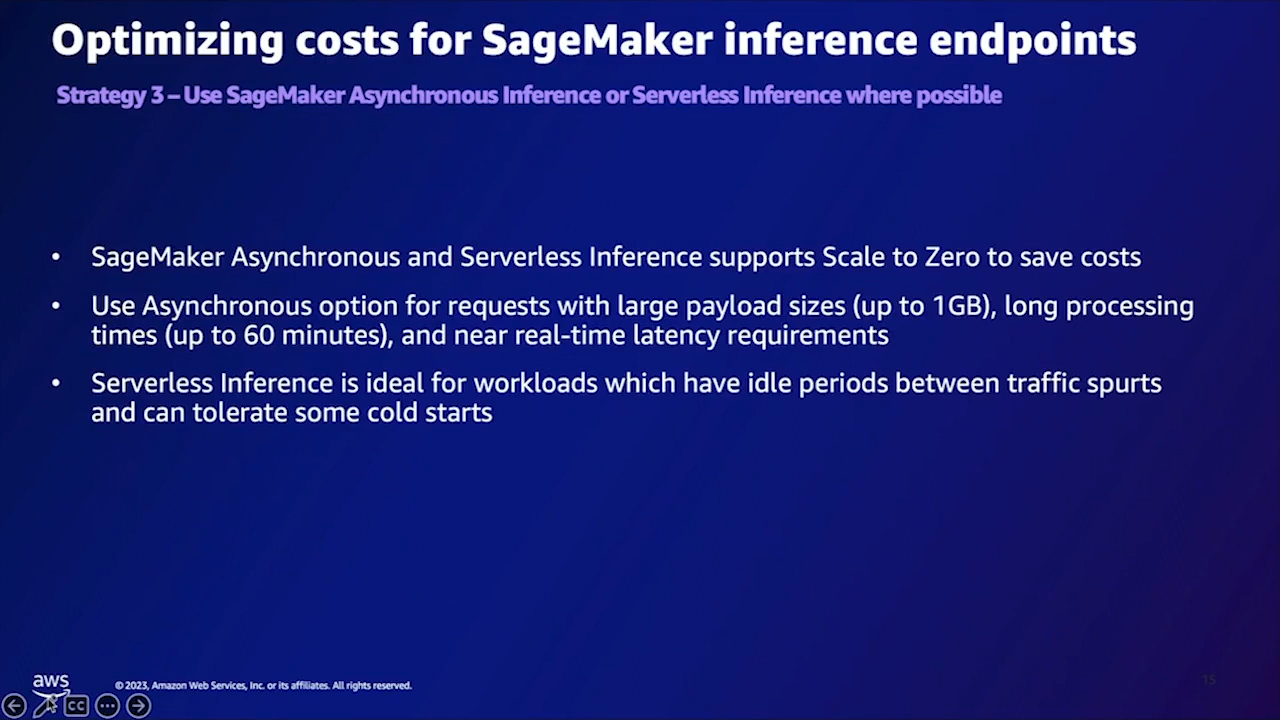 Optimizing costs for SageMaker inference endpoints
Strategy 3 – Use SageMaker Asynchronous Inference or Serverless Inference where possible
• SageMaker Asynchronous and Serverless Inference supports Scale to Zero to save costs
• Use Asynchronous option for requests with large payload sizes (up to 1GB), long processing
times (up to 60 minutes), and near real-time latency requirements
• Serverless Inference is ideal for workloads which have idle periods between traffic spurts
and can tolerate some cold starts
aws
© 2023, Amazon Web Services, Inc. or its affiliates. All rights reserved.
15
CC